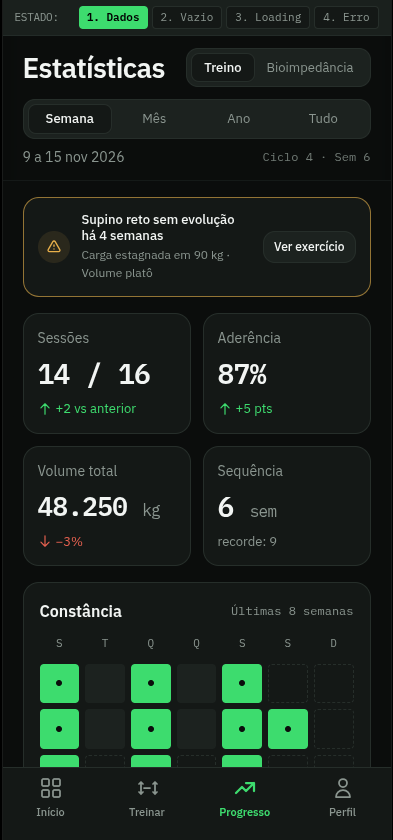 ESTADO: 1. Dados 2. Vazio 3. Loading 4. Erro
Estatísticas Treino Bioimpedância
Semana Mês Ano Tudo
9 a 15 nov 2026 Ciclo 4 · Sem 6
Supino reto sem evolução
há 4 semanas
Carga estagnada em 90 kg ·
Volume platô
Ver exercício
Sessões
14 / 16
↑ +2 vs anterior
Aderência
87%
↑ +5 pts
Volume total
48.250 kg
↓ −3%
Sequência
6 sem
recorde: 9
Constância Últimas 8 semanas
S T Q Q S S D
Início Treinar Progresso Perfil